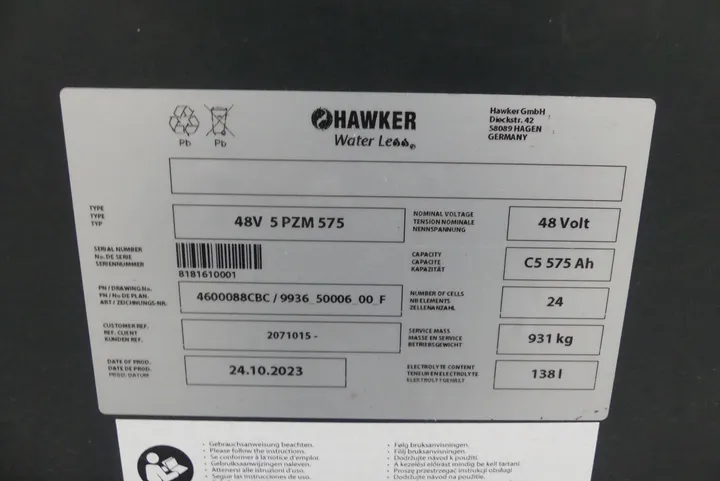 Pb Pb
HAWKER
Water Less
Hawker GmbH
Dieckstr. 42
58089 HAGEN
GERMANY
TYPE
TYPE
TYP
48V 5 PZM 575
NOMINAL VOLTAGE
TENSION NOMINALE
NENNSPANNUNG
48 Volt
SERIAL NUMBER
No. DE SERIE
SERIENNUMMER
8181610001
CAPACITY
CAPACITE
KAPAZITÄT
C5 575 Ah
PN / DRAWING No.
PN / No DE PLAN.
ART / ZEICHNUNGS-NR.
4600088CBC / 9936_50006_00_F
NUMBER OF CELLS
NB ELEMENTS
ZELLENANZAHL
24
CUSTOMER REF.
REF. CLIENT
KUNDEN REF.
2071015 -
SERVICE MASS
MASSE EN SERVICE
BETRIEBSGEWICHT
931 kg
DATE OF PROD.
DATE DE PROD.
PROD. DATUM
24.10.2023
ELECTROLYTE CONTENT
TENEUR EN ELECTROLYTE
ELEKTROLYTGEWICHT
138 l
- Gebrauchsanweisung beachten.
- Please follow the instructions.
- Se conformer à la notice d'emploi.
- Gebruiksaanwijzingen naleven.
- Attenersi alle istruzioni d'uso.
- Segue las instrucciones de uso.
- Følg bruksanvisningen.
- Följ bruksanvisningen.
- Dodržujte návod k použití.
- A kezelési előírást mindig be kell tartani.
- Proszę przestrzegać instrukcji obsługi
- Dodržte návod na použitie.